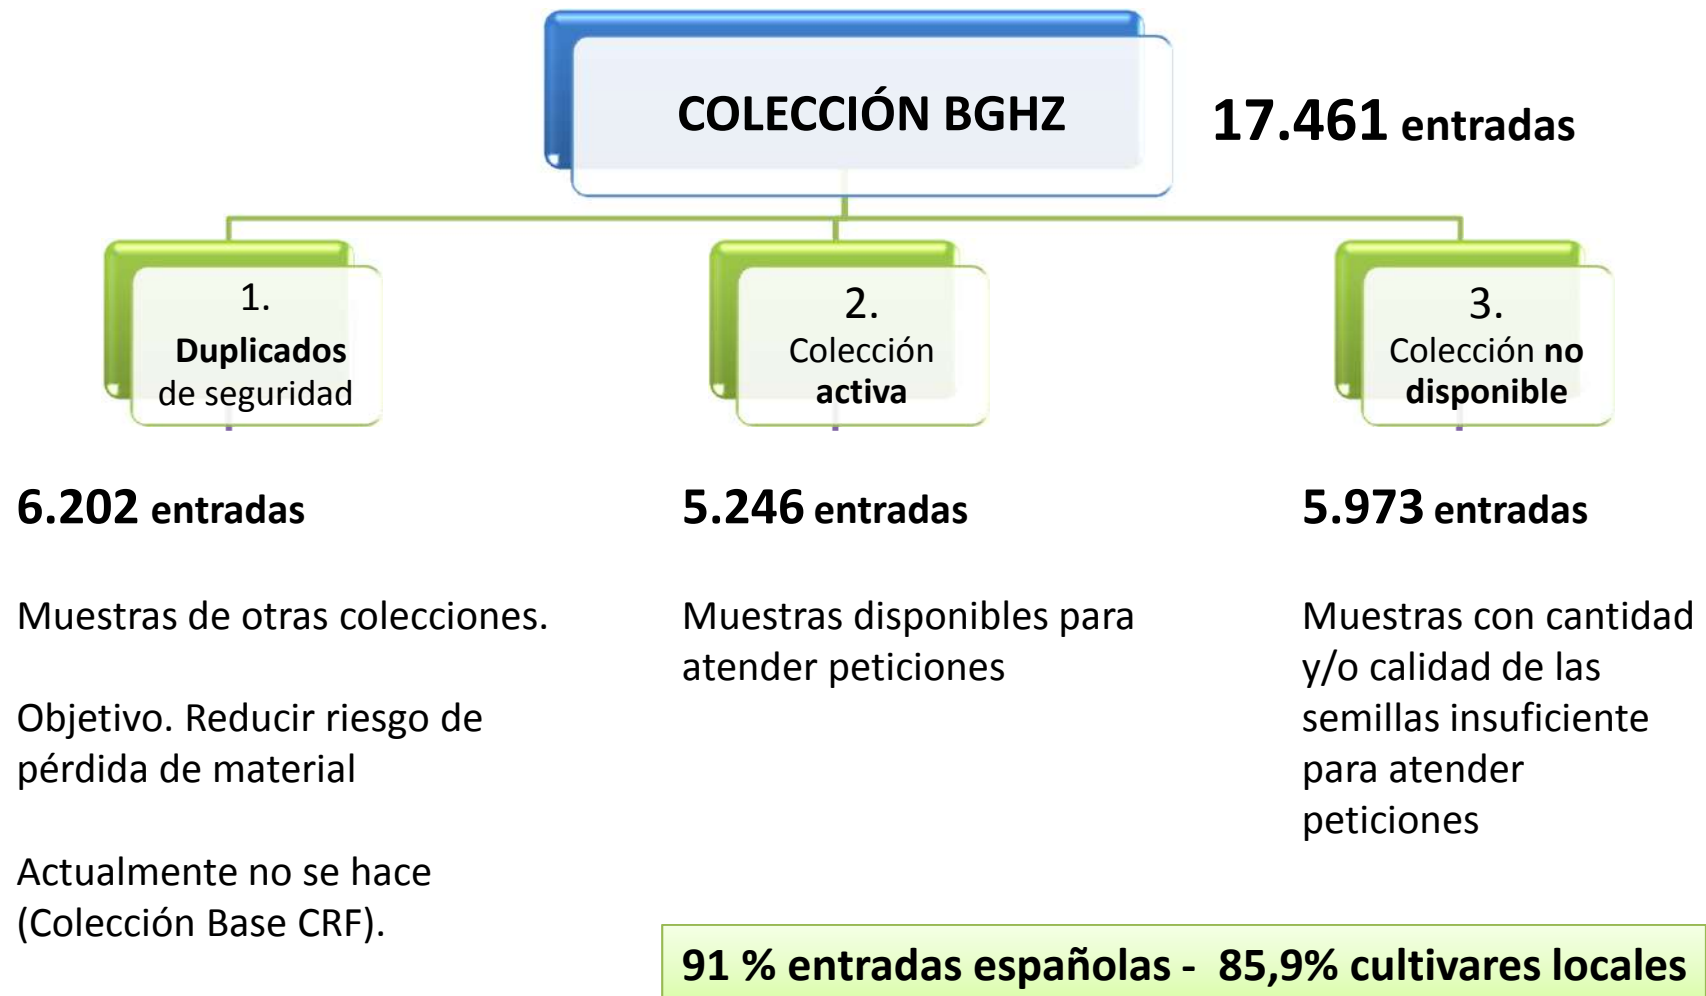 COLECCIÓN BGHZ
17.461 entradas
1.
Duplicados
de seguridad
2.
Colección
activa
3.
Colección no
disponible
6.202 entradas
Muestras de otras colecciones.
Objetivo. Reducir riesgo de
pérdida de material
Actualmente no se hace
(Colección Base CRF).
5.246 entradas
Muestras disponibles para
atender peticiones
5.973 entradas
Muestras con cantidad
y/o calidad de las
semillas insuficiente
para atender
peticiones
91 % entradas españolas - 85,9% cultivares locales